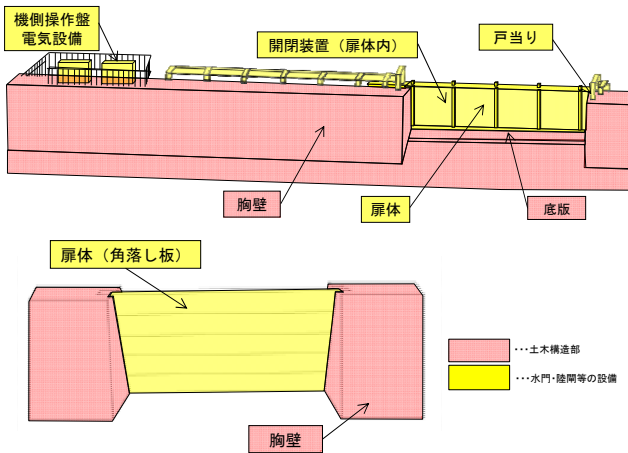 機側操作盤
電気設備
開閉装置（扉体内）
戸当り
胸壁
扉体
底版
扉体（角落し板）
・・・土木構造部
・・・水門・陸閘等の設備
胸壁